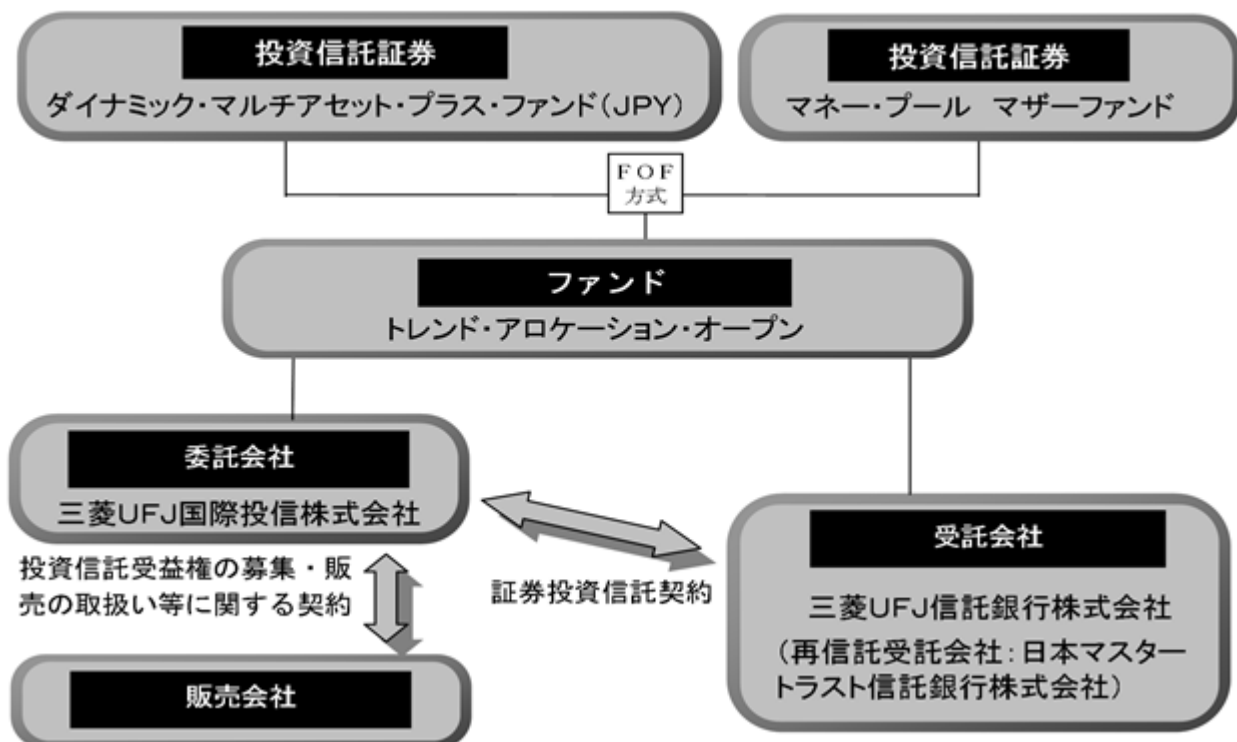 投資信託証券
ダイナミック・マルチアセット・プラス・ファンド（JPY）
投資信託証券
マネー・プール　マザーファンド
ＦＯＦ
方式
ファンド
トレンド・アロケーション・オープン
委託会社
三菱ＵＦＪ国際投信株式会社
投資信託受益権の募集・販
売の取扱い等に関する契約
証券投資信託契約
受託会社
三菱ＵＦＪ信託銀行株式会社
（再信託受託会社：日本マスター
トラスト信託銀行株式会社）
販売会社